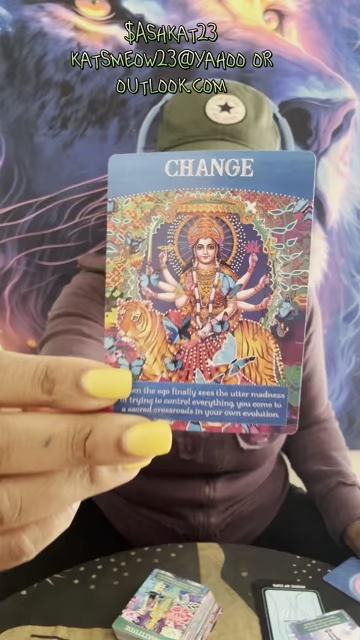 $Ashkat23
katsmeow23@yahoo or
outlook.com
CHANGE
the ego finally sees the utter madness
trying to control everything, you come to
a sacred crossroads in your own evolution.